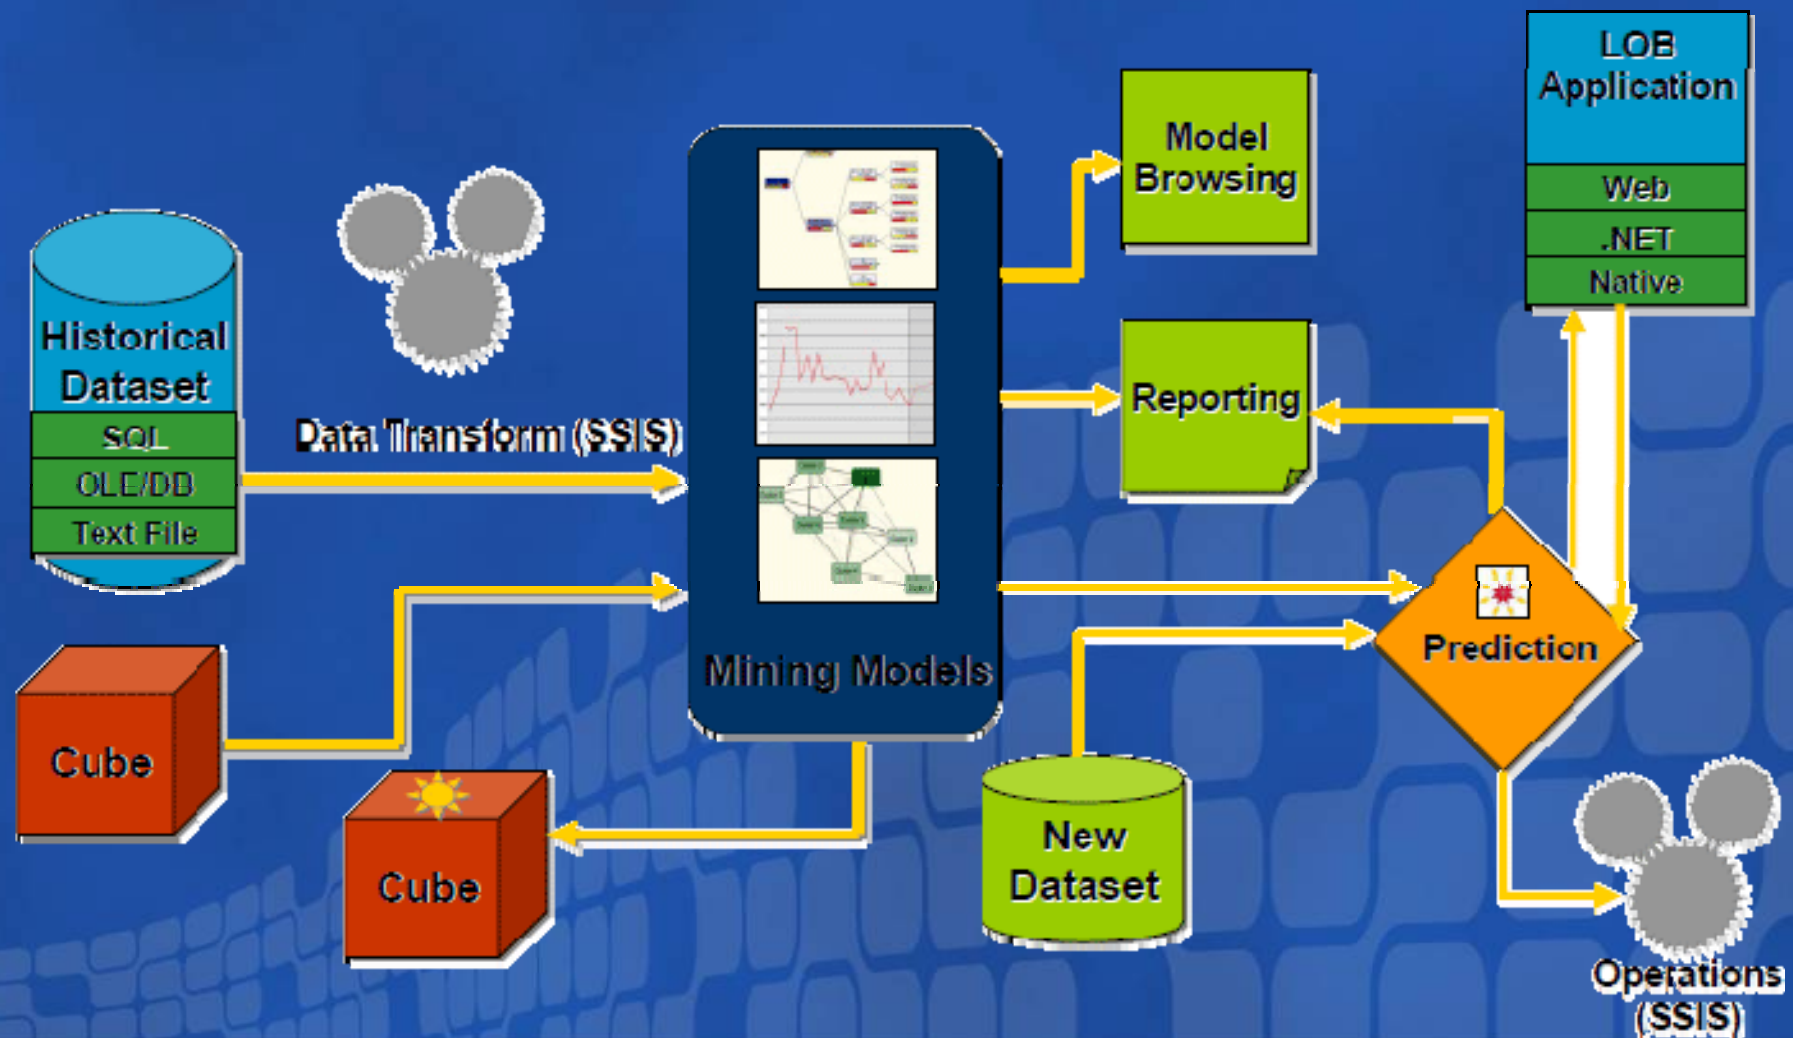 LOB
Application
Web
.NET
Native
Model
Browsing
Historical
Dataset
SQL
OLE/DB
Text File
Data Transform (SSIS)
Reporting
Mining Models
Prediction
Cube
Cube
New
Dataset
Operations
(SSIS)